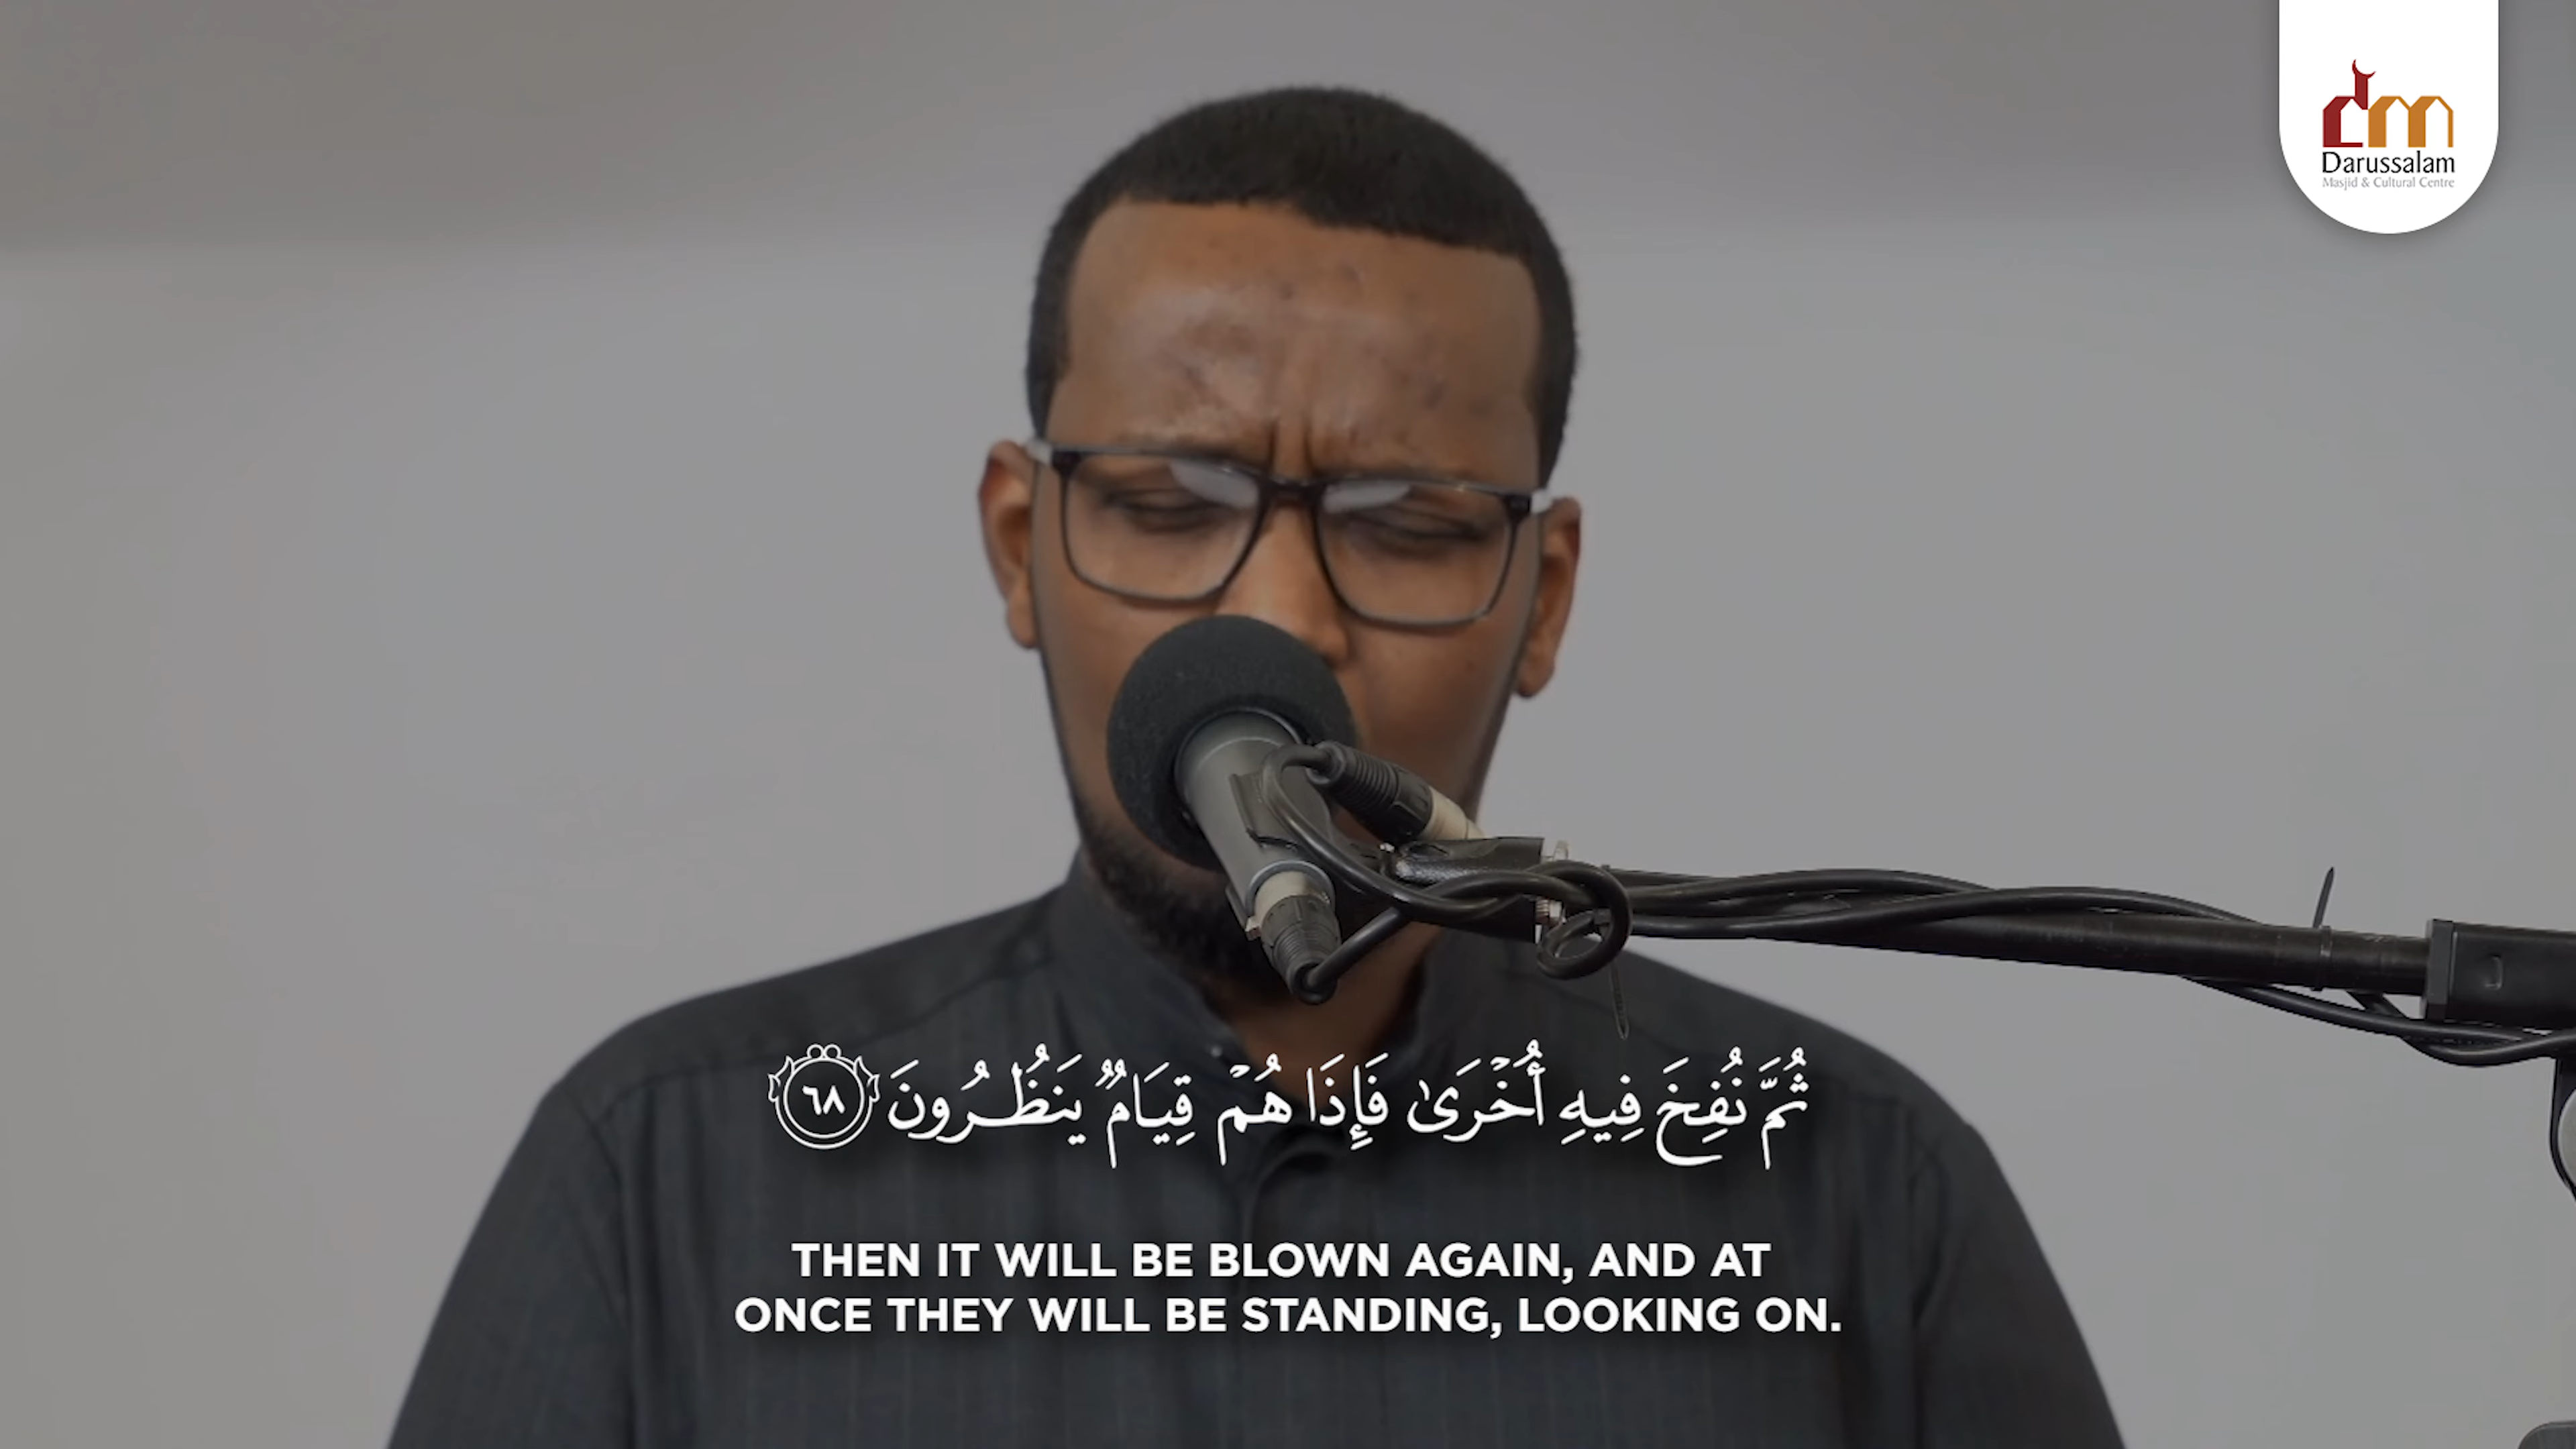 dm
Darussalam
Masjid & Cultural Centre
ثُمَّ نُفِخَ فِيهِ أُخْرَىٰ فَإِذَا هُمْ قِيَامٌ يَنظُرُونَ ٦٨
THEN IT WILL BE BLOWN AGAIN, AND AT
ONCE THEY WILL BE STANDING, LOOKING ON.